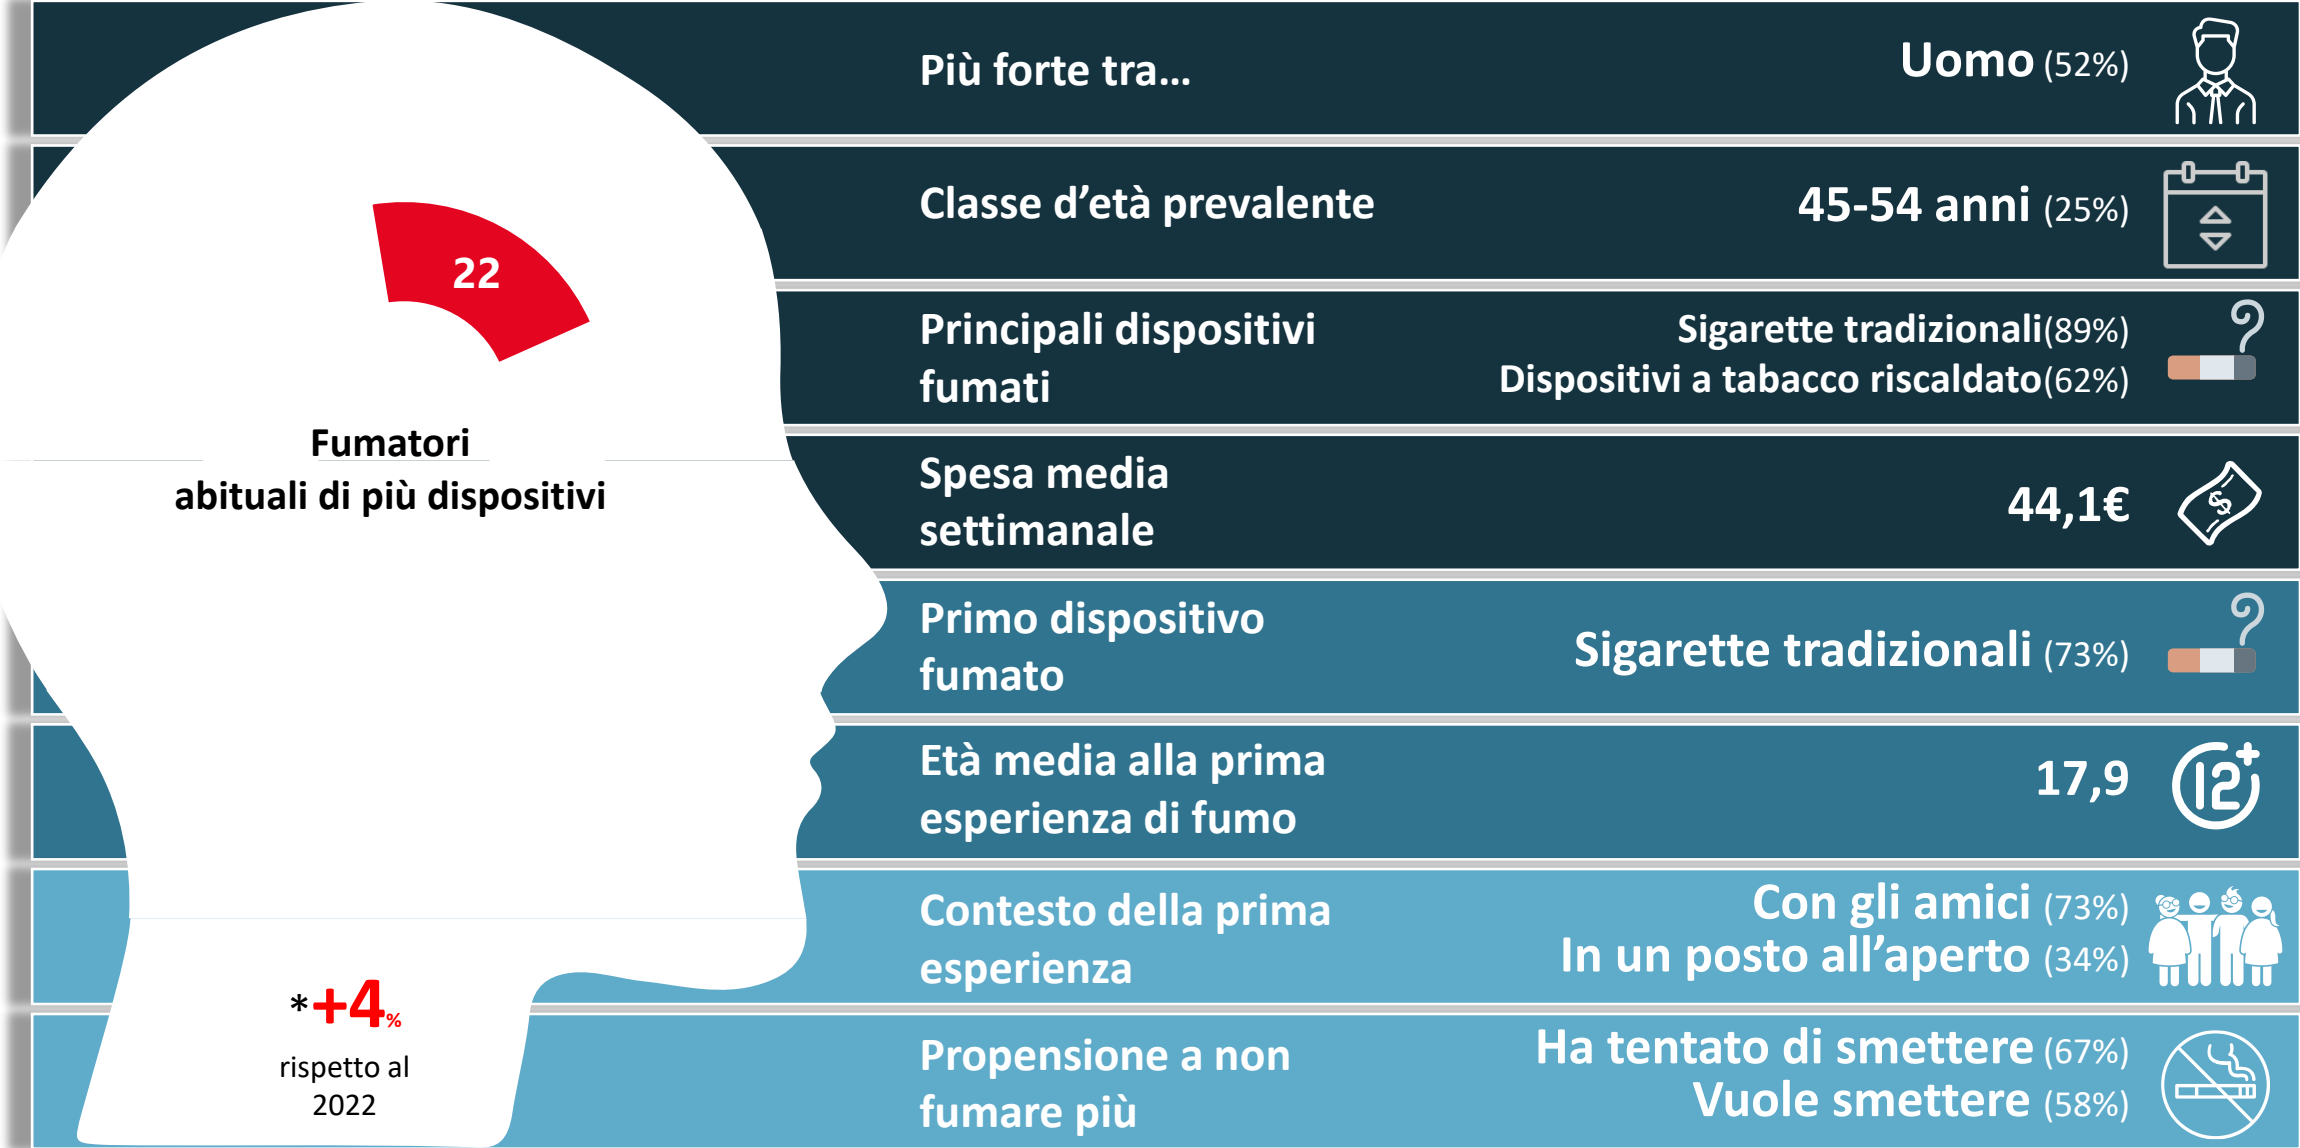 Più forte tra...
Uomo (52%)
Classe d’età prevalente
45-54 anni (25%)
22
Principali dispositivi
fumati
Sigarette tradizionali(89%)
Dispositivi a tabacco riscaldato(62%)
Fumatori
abituali di più dispositivi
Spesa media
settimanale
44,1€
$
Primo dispositivo
fumato
Sigarette tradizionali (73%)
Età media alla prima
esperienza di fumo
17,9
12+
Contesto della prima
esperienza
Con gli amici (73%)
In un posto all’aperto (34%)
*+4%
rispetto al
2022
Propensione a non
fumare più
Ha tentato di smettere (67%)
Vuole smettere (58%)